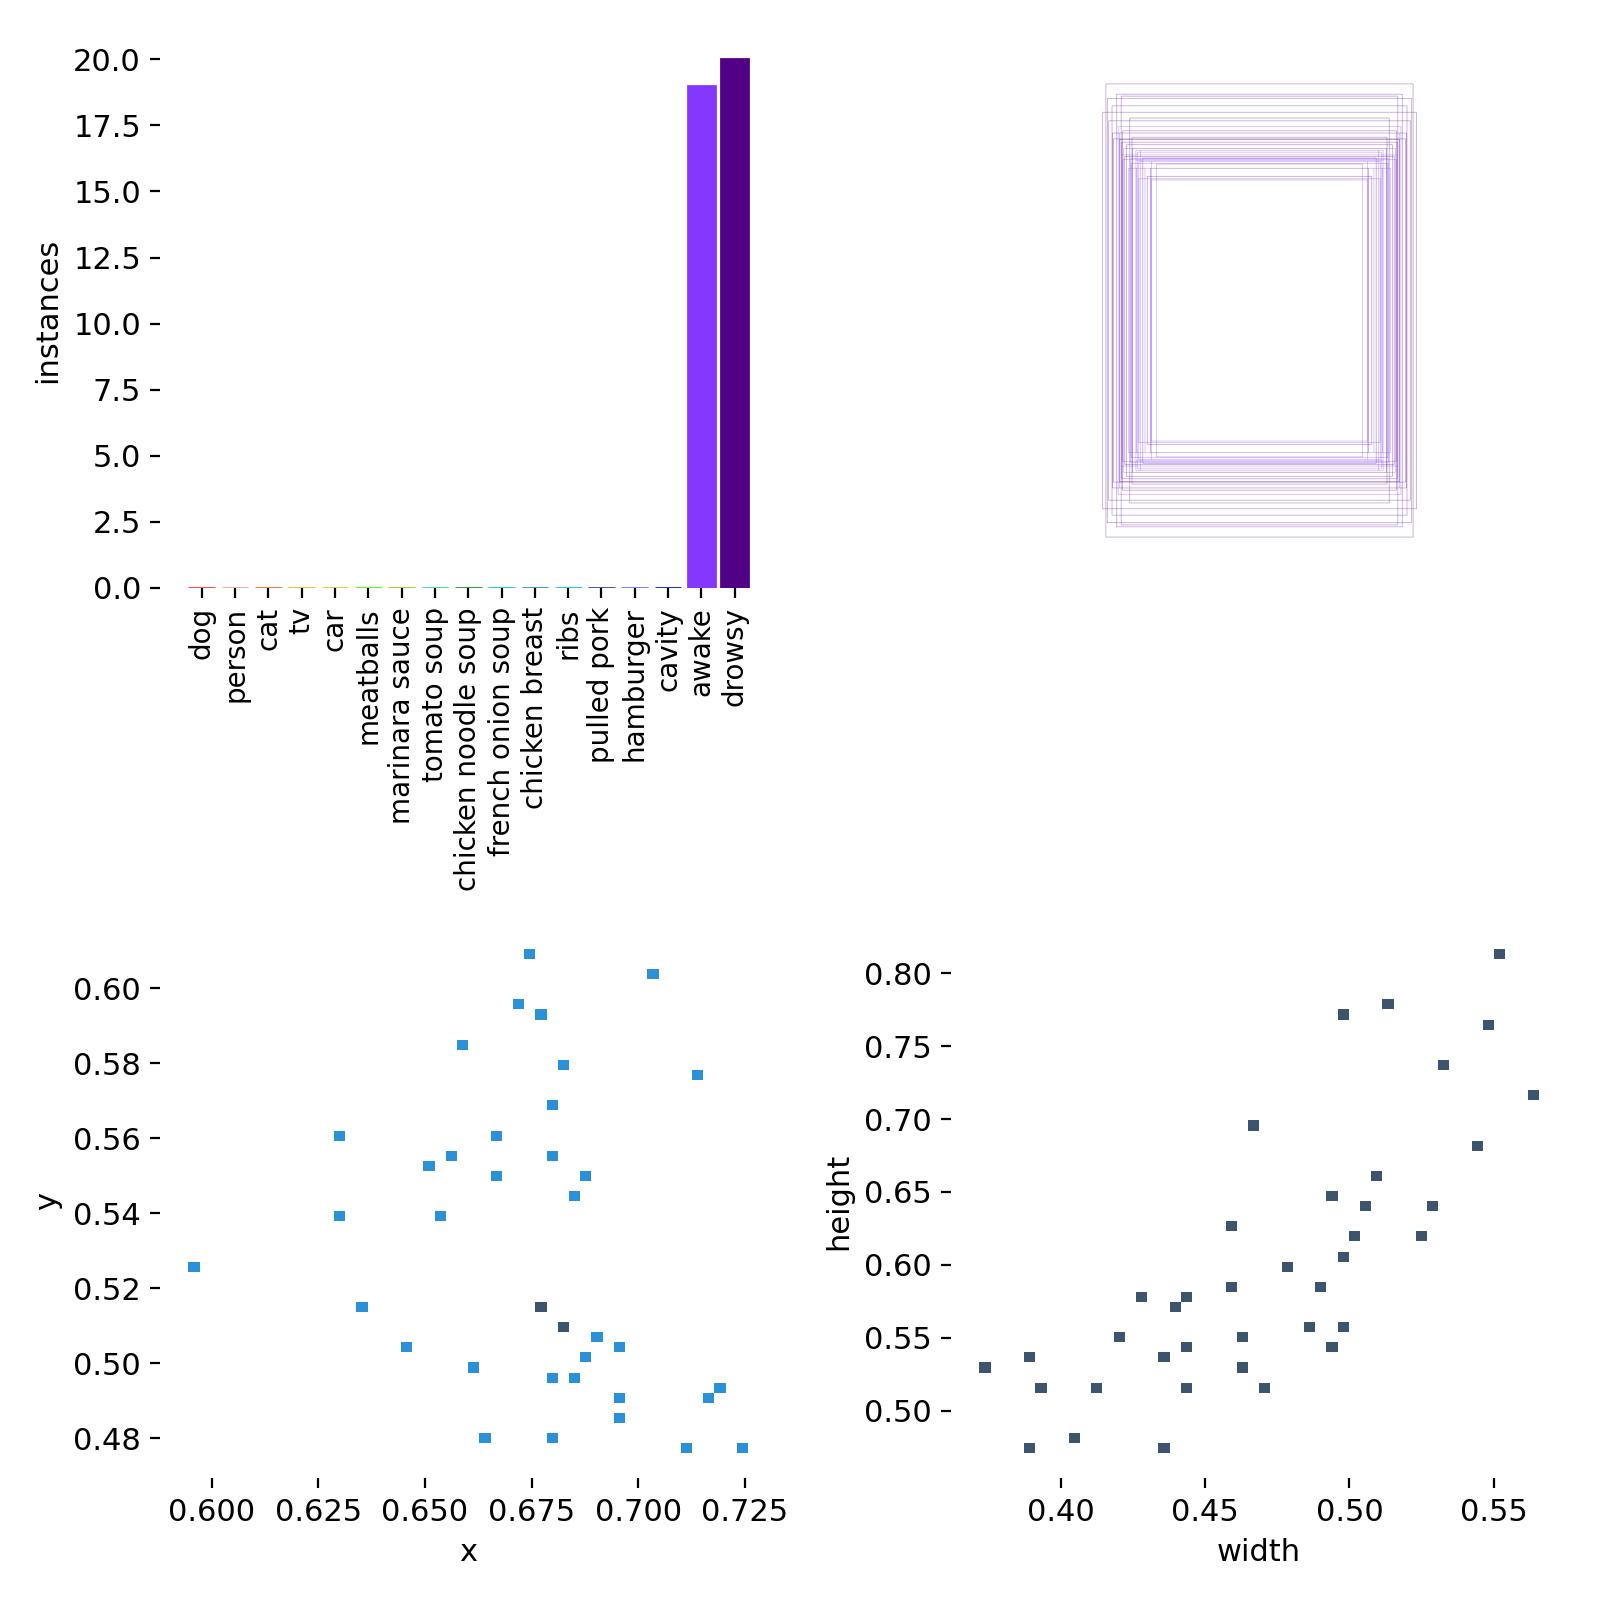 20.0
17.5
15.0
12.5
10.0
7.5
5.0
2.5
0.0
instances
dog
person
cat
tv
car
meatballs
marinara sauce
tomato soup
chicken noodle soup
french onion soup
chicken breast
ribs
pulled pork
hamburger
cavity
awake
drowsy
0.60
0.58
0.56
0.54
0.52
0.50
0.48
y
0.600 0.625 0.650 0.675 0.700 0.725
x
0.80
0.75
0.70
0.65
0.60
0.55
0.50
height
0.40 0.45 0.50 0.55
width